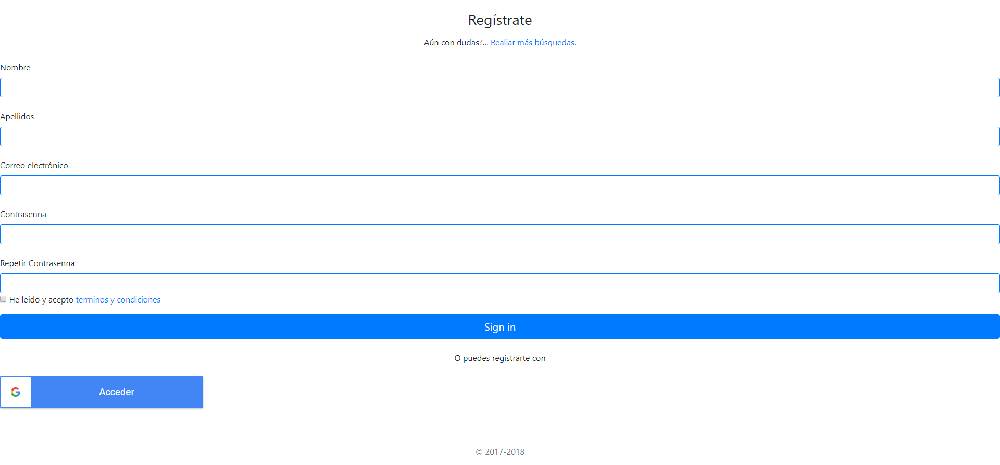 Regístrate
Aún con dudas?... Realiar más búsquedas.
Nombre
Apellidos
Correo electrónico
Contrasenna
Repetir Contrasenna
He leido y acepto terminos y condiciones
Sign in
O puedes registrarte con
G Acceder
© 2017-2018